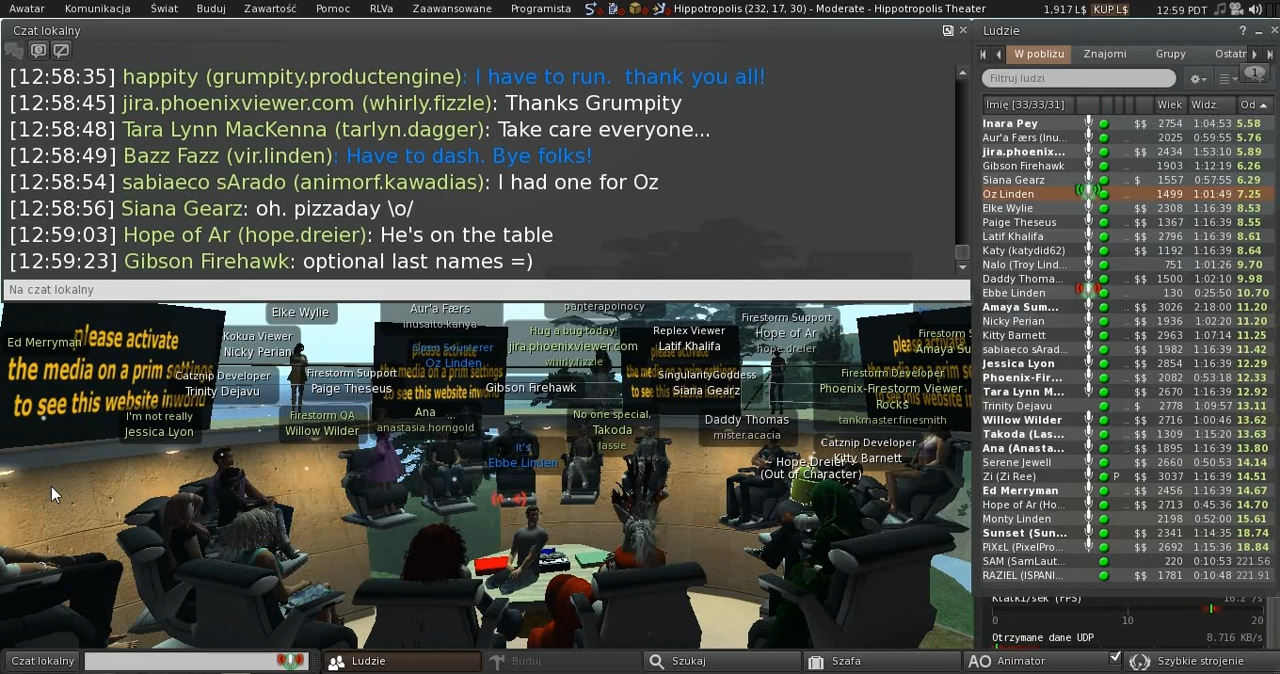 Awatar Komunikacja Świat Buduj Zawartość Pomoc RLVa Zaawansowane Programista Hippotropolis (232, 17, 30) - Moderate - Hippotropolis Theater 1,917 L$ KUP L$ 12:59 PDT
Czat lokalny
[12:58:35] happity (grumpity.productengine): I have to run. thank you all!
[12:58:45] jira.phoenixviewer.com (whirly.fizzle): Thanks Grumpity
[12:58:48] Tara Lynn MacKenna (tarlyn.dagger): Take care everyone...
[12:58:49] Bazz Fazz (vir.linden): Have to dash. Bye folks!
[12:58:54] sabiaeco sArado (animorf.kawadias): I had one for Oz
[12:58:56] Siana Gearz: oh. pizzaday \o/
[12:59:03] Hope of Ar (hope.dreier): He's on the table
[12:59:23] Gibson Firehawk: optional last names =)
Na czat lokalny
Ludzie
W pobliżu Znajomi Grupy Ostatn
Filtruj ludzi
1
Imię [33/33/31] Wiek Widz. Od
Inara Pey $$ 2754 1:04:53 5.58
Aur'a Færs (Inu... .. 2025 0:59:55 5.76
jira.phoenix... .. $$ 2434 1:53:10 5.89
Gibson Firehawk .. 1903 1:12:19 6.26
Siana Gearz $ 1557 0:57:55 6.29
Oz Linden .. 1499 1:01:49 7.25
Elke Wylie $$ 2308 1:16:39 8.53
Paige Theseus .. $$ 1367 1:16:39 8.55
Latif Khalifa .. $$ 2796 1:16:39 8.61
Katy (katydid62) .. $$ 1192 1:16:39 8.64
Nalo (Troy Lind... 751 1:01:26 9.70
Daddy Thoma... .. $$ 1500 1:02:10 9.98
Ebbe Linden .. 130 0:25:50 10.70
Amaya Sum... .. $$ 3026 2:18:00 11.20
Nicky Perian .. $ 1936 1:02:20 11.20
Kitty Barnett .. $$ 2963 1:07:14 11.25
sabiaeco sArad... .. $$ 1982 1:16:39 11.42
Jessica Lyon .. $$ 2854 1:16:39 12.29
Phoenix-Fir... .. $$ 2082 0:53:18 12.33
Tara Lynn M... .. $$ 2670 1:16:39 12.92
Trinity Dejavu .. $ 2778 1:09:57 13.11
Willow Wilder .. $$ 2716 1:00:46 13.62
Takoda (Las... .. $$ 1309 1:15:20 13.63
Ana (Anasta... .. $$ 1895 1:16:39 13.80
Serene Jewell .. $$ 2660 0:50:53 14.14
Zi (Zi Ree) P $$ 3037 1:16:39 14.51
Ed Merryman .. $$ 2456 1:16:39 14.67
Hope of Ar (Ho... .. $$ 2713 0:45:36 14.70
Monty Linden 2198 0:52:00 15.61
Sunset (Sun... $$ 2341 1:14:35 18.74
PiXεL (PixelPro... $$ 2692 1:15:36 18.84
SAM (SamLaut... 220 0:10:53 221.56
RAZIEL (ISPANI... $$ 1781 0:10:48 221.91
Klatki/sek (FPS) 16.2 /s
0 10 20
Otrzymane dane UDP 8.716 KB/s
Ed Merryman
please activate
the media on a prim settings
to see this website inworld
Elke Wylie
Kokua Viewer
Nicky Perian
Catznip Developer
Trinity Dejavu
I'm not really
Jessica Lyon
Firestorm Support
Paige Theseus
Firestorm QA
Willow Wilder
Aur'a Færs
inusaito.kanya
Open Sourcerer
Oz Linden
Ana
anastasia.horngold
Gibson Firehawk
It's
Ebbe Linden
panterapolnocy
Hug a bug today!
jira.phoenixviewer.com
whirly.fizzle
No one special,
Takoda
lassie
Replex Viewer
Latif Khalifa
SingularityGoddess
Siana Gearz
Daddy Thomas
mister.acacia
Firestorm Support
Hope of Ar
hope.dreier
~ Hope Dreier ~
(Out of Character)
Catznip Developer
Kitty Barnett
Firestorm Developer
Phoenix-Firestorm Viewer
Rocks
tankmaster.finesmith
Firestorm S
Amaya Su
Czat lokalny Ludzie Buduj Szukaj Szafa AO Animator Szybkie strojenie